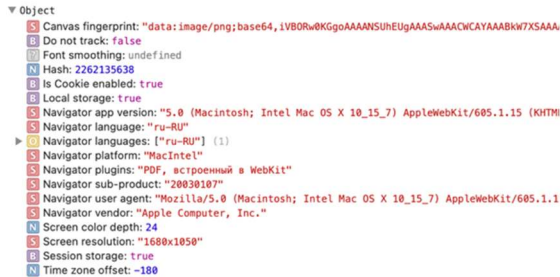 Object
S Canvas fingerprint: "data:image/png;base64,iVBORw0KGgoAAAANSUhEUgAAASwAAACWCAYAAABkW7XSAAA
B Do not track: false
Font smoothing: undefined
N Hash: 2262135638
B Is Cookie enabled: true
B Local storage: true
S Navigator app version: "5.0 (Macintosh; Intel Mac OS X 10_15_7) AppleWebKit/605.1.15 (KHTM
S Navigator language: "ru-RU"
O Navigator languages: ["ru-RU"] (1)
S Navigator platform: "MacIntel"
S Navigator plugins: "PDF, встроенный в WebKit"
S Navigator sub-product: "20030107"
S Navigator user agent: "Mozilla/5.0 (Macintosh; Intel Mac OS X 10_15_7) AppleWebKit/605.1.1
S Navigator vendor: "Apple Computer, Inc."
N Screen color depth: 24
S Screen resolution: "1680x1050"
B Session storage: true
N Time zone offset: -180